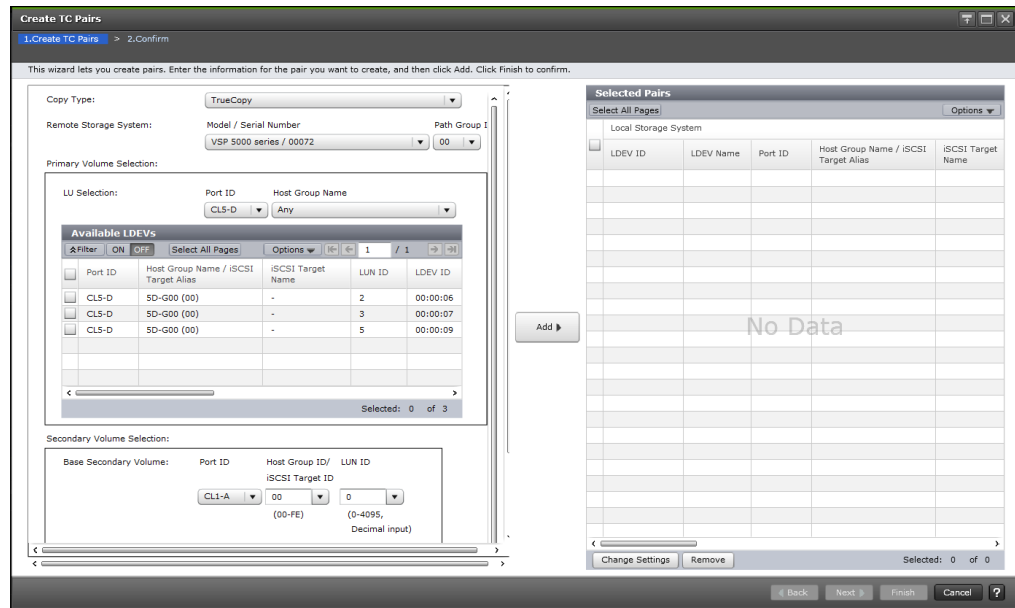 Create TC Pairs
1.Create TC Pairs > 2.Confirm
This wizard lets you create pairs. Enter the information for the pair you want to create, and then click Add. Click Finish to confirm.
Copy Type: TrueCopy
Remote Storage System: Model / Serial Number Path Group I
VSP 5000 series / 00072 00
Primary Volume Selection:
LU Selection: Port ID Host Group Name
CL5-D Any
Available LDEVs
Filter ON OFF Select All Pages Options 1 / 1
Port ID Host Group Name / iSCSI Target Alias iSCSI Target Name LUN ID LDEV ID
CL5-D 5D-G00 (00) - 2 00:00:06
CL5-D 5D-G00 (00) - 3 00:00:07
CL5-D 5D-G00 (00) - 5 00:00:09
Selected: 0 of 3
Secondary Volume Selection:
Base Secondary Volume: Port ID Host Group ID/ iSCSI Target ID LUN ID
CL1-A 00 0
(00-FE) (0-4095, Decimal input)
Add
Selected Pairs
Select All Pages Options
Local Storage System
LDEV ID LDEV Name Port ID Host Group Name / iSCSI Target Alias iSCSI Target Name
No Data
Change Settings Remove Selected: 0 of 0
Back Next Finish Cancel ?